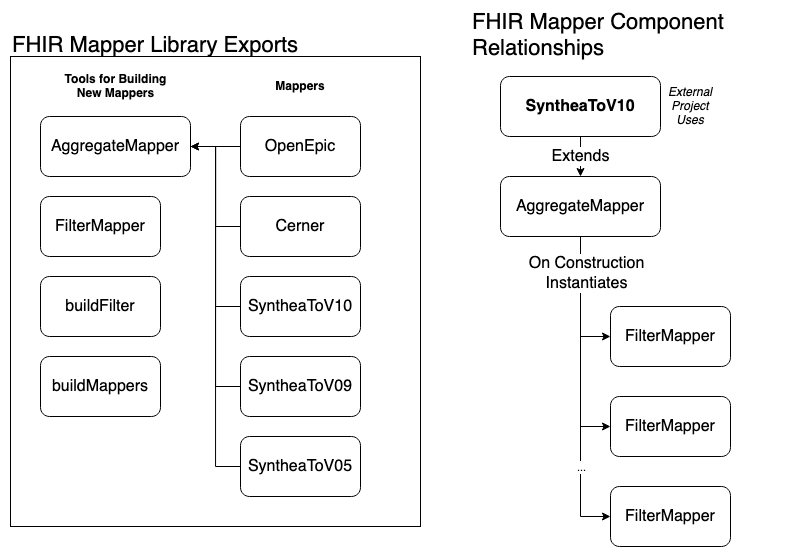 FHIR Mapper Library Exports
Tools for Building
New Mappers
Mappers
AggregateMapper
OpenEpic
FilterMapper
Cerner
buildFilter
SyntheaToV10
buildMappers
SyntheaToV09
SyntheaToV05
FHIR Mapper Component
Relationships
SyntheaToV10
External
Project
Uses
Extends
AggregateMapper
On Construction
Instantiates
FilterMapper
FilterMapper
...
FilterMapper